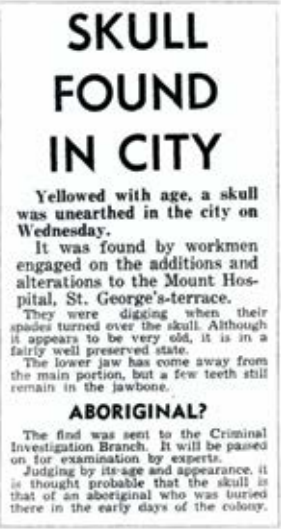 SKULL
FOUND
IN CITY
Yellowed with age, a skull
was unearthed in the city on
Wednesday.
It was found by workmen
engaged on the additions and
alterations to the Mount Hos-
pital, St. George's-terrace.
They were digging when their
spades turned over the skull. Although
it appears to be very old, it is in a
fairly well preserved state.
The lower jaw has come away from
the main portion, but a few teeth still
remain in the jawbone.
ABORIGINAL?
The find was sent to the Criminal
Investigation Branch. It will be passed
on for examination by experts.
Judging by its age and appearance, it
is thought probable that the skull is
that of an aboriginal who was buried
there in the early days of the colony.